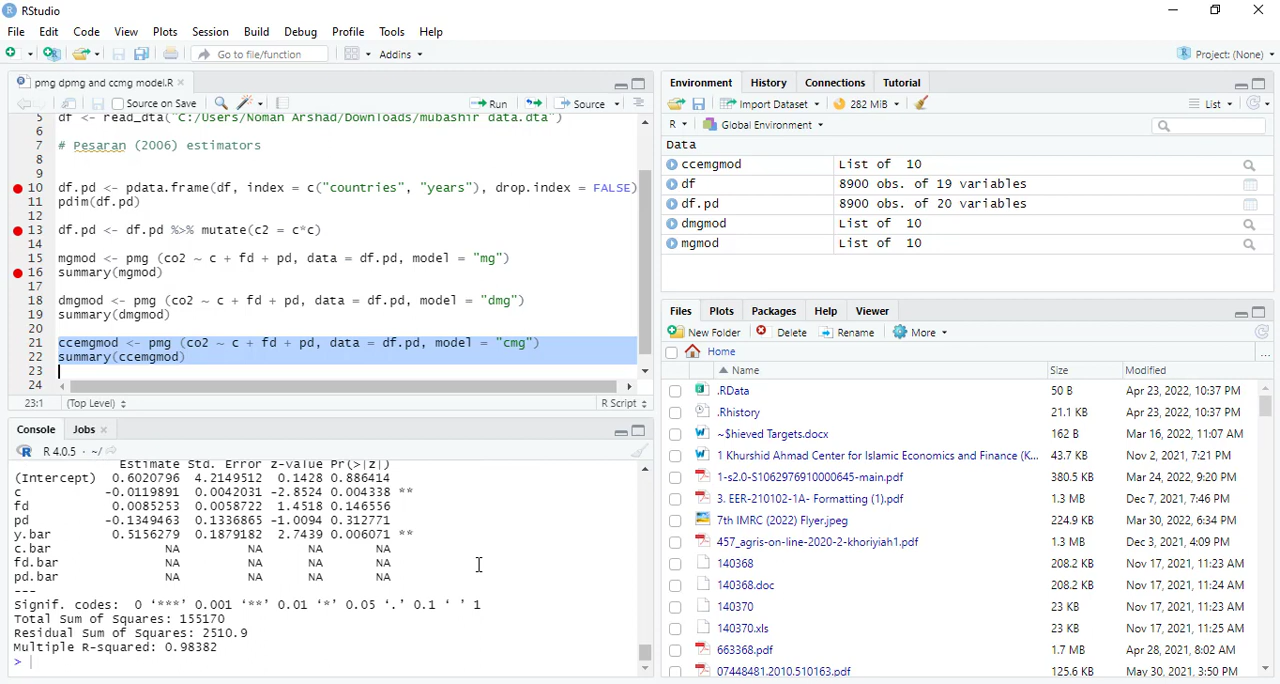 RStudio
File Edit Code View Plots Session Build Debug Profile Tools Help
Go to file/function Addins Project: (None)
pmg dpmg and ccmg model.R
Source on Save Run Source
5 df <- read_dta("C:/Users/Noman Arshad/Downloads/mubashir data.dta")
6
7 # Pesaran (2006) estimators
8
9
10 df.pd <- pdata.frame(df, index = c("countries", "years"), drop.index = FALSE)
11 pdim(df.pd)
12
13 df.pd <- df.pd %>% mutate(c2 = c*c)
14
15 mgmod <- pmg (co2 ~ c + fd + pd, data = df.pd, model = "mg")
16 summary(mgmod)
17
18 dmgmod <- pmg (co2 ~ c + fd + pd, data = df.pd, model = "dmg")
19 summary(dmgmod)
20
21 ccemgmod <- pmg (co2 ~ c + fd + pd, data = df.pd, model = "cmg")
22 summary(ccemgmod)
23
24
23:1 (Top Level) R Script
Console Jobs
R 4.0.5 · ~/
Estimate Std. Error z-value Pr(>|z|)
(Intercept) 0.6020796 4.2149512 0.1428 0.886414
c -0.0119891 0.0042031 -2.8524 0.004338 **
fd 0.0085253 0.0058722 1.4518 0.146556
pd -0.1349463 0.1336865 -1.0094 0.312771
y.bar 0.5156279 0.1879182 2.7439 0.006071 **
c.bar NA NA NA NA
fd.bar NA NA NA NA
pd.bar NA NA NA NA
---
Signif. codes: 0 ‘***’ 0.001 ‘**’ 0.01 ‘*’ 0.05 ‘.’ 0.1 ‘ ’ 1
Total Sum of Squares: 155170
Residual Sum of Squares: 2510.9
Multiple R-squared: 0.98382
>
Environment History Connections Tutorial
Import Dataset 282 MiB List
R Global Environment
Data
ccemgmod List of 10
df 8900 obs. of 19 variables
df.pd 8900 obs. of 20 variables
dmgmod List of 10
mgmod List of 10
Files Plots Packages Help Viewer
New Folder Delete Rename More
Home ...
Name Size Modified
.RData 50 B Apr 23, 2022, 10:37 PM
.Rhistory 21.1 KB Apr 23, 2022, 10:37 PM
~$hieved Targets.docx 162 B Mar 16, 2022, 11:07 AM
1 Khurshid Ahmad Center for Islamic Economics and Finance (K... 43.7 KB Nov 2, 2021, 7:21 PM
1-s2.0-S1062976910000645-main.pdf 380.5 KB Mar 24, 2022, 9:20 PM
3. EER-210102-1A- Formatting (1).pdf 1.3 MB Dec 7, 2021, 7:46 PM
7th IMRC (2022) Flyer.jpeg 224.9 KB Mar 30, 2022, 6:34 PM
457_agris-on-line-2020-2-khoriyiah1.pdf 1.3 MB Dec 3, 2021, 4:09 PM
140368 208.2 KB Nov 17, 2021, 11:23 AM
140368.doc 208.2 KB Nov 17, 2021, 11:24 AM
140370 23 KB Nov 17, 2021, 11:23 AM
140370.xls 23 KB Nov 17, 2021, 11:25 AM
663368.pdf 1.7 MB Apr 28, 2021, 8:02 AM
07448481.2010.510163.pdf 125.6 KB May 30, 2021, 3:50 PM